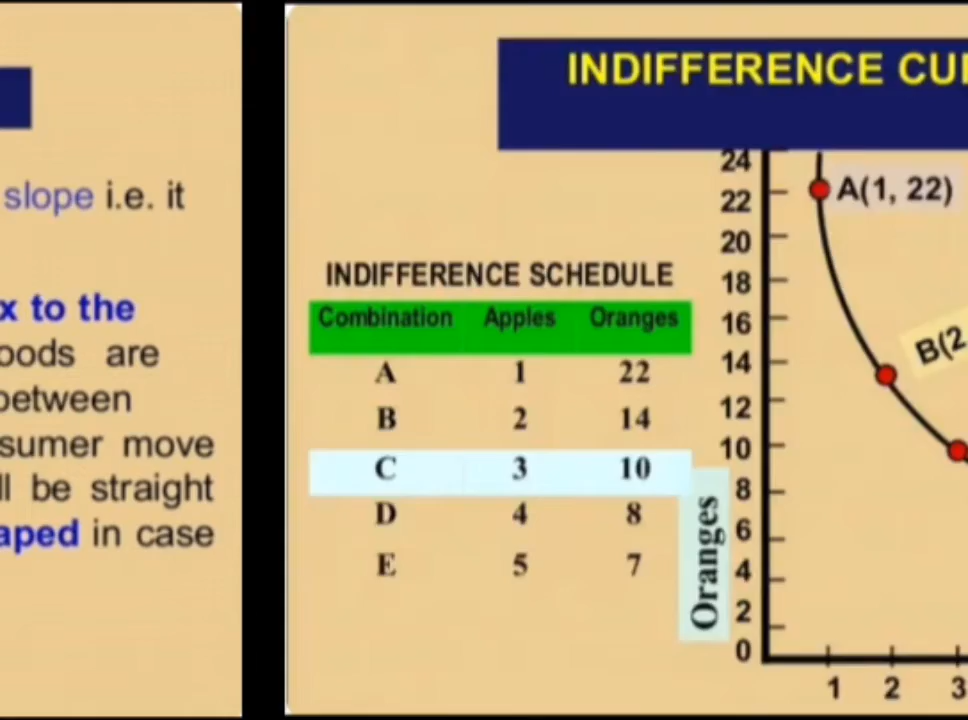 slope i.e. it
x to the
oods are
between
sumer move
ll be straight
aped in case
INDIFFERENCE CU
INDIFFERENCE SCHEDULE
Combination Apples Oranges
A 1 22
B 2 14
C 3 10
D 4 8
E 5 7
Oranges
24
22
20
18
16
14
12
10
8
6
4
2
0
1 2 3
A(1, 22)
B(2